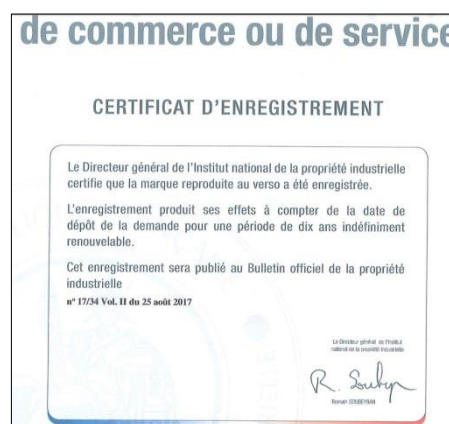 de commerce ou de service
CERTIFICAT D'ENREGISTREMENT
Le Directeur général de l'Institut national de la propriété industrielle
certifie que la marque reproduite au verso a été enregistrée.
L'enregistrement produit ses effets à compter de la date de
dépôt de la demande pour une période de dix ans indéfiniment
renouvelable.
Cet enregistrement sera publié au Bulletin officiel de la propriété
industrielle
n° 17/34 Vol. II du 25 août 2017
Le Directeur général de l'Institut
national de la propriété industrielle
R. Soubeyran
Romain SOUBEYRAN